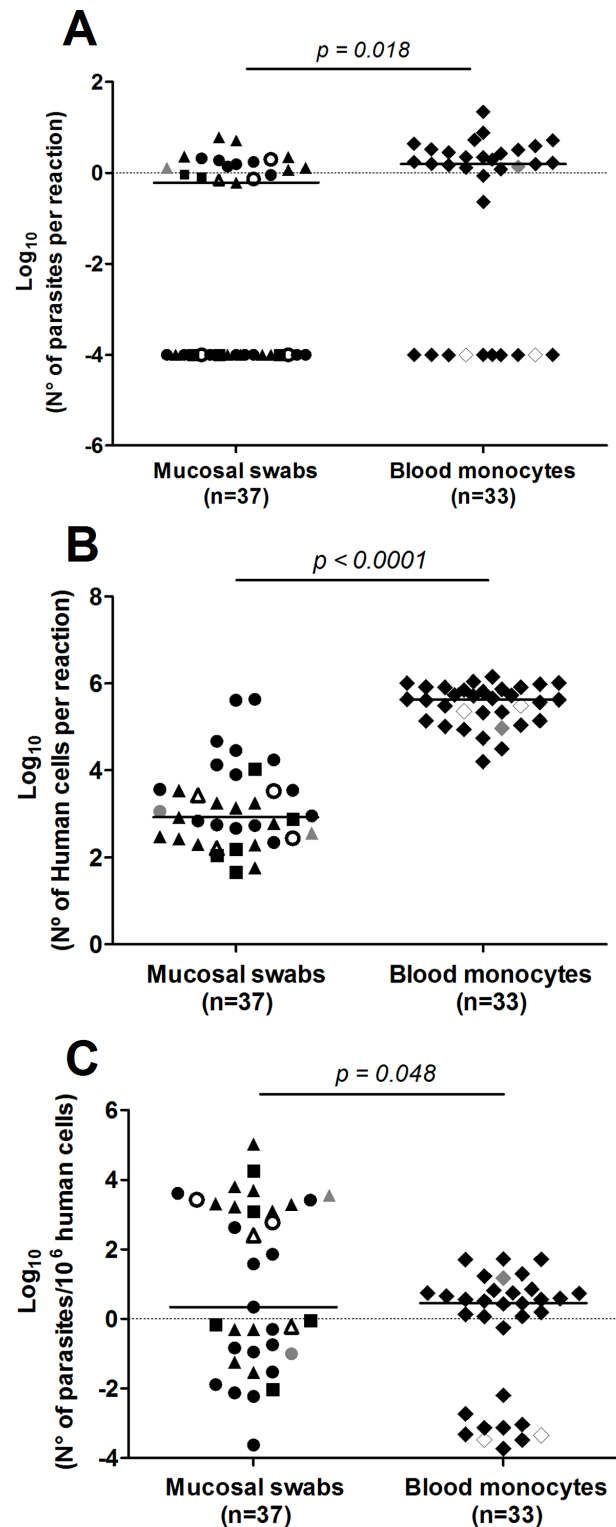 A
p = 0.018
Log10
(N° of parasites per reaction)
2
0
-2
-4
-6
Mucosal swabs
(n=37)
Blood monocytes
(n=33)
B
p < 0.0001
Log10
(Nº of Human cells per reaction)
8
6
4
2
0
Mucosal swabs
(n=37)
Blood monocytes
(n=33)
C
p = 0.048
Log10
(N° of parasites/10⁶ human cells)
6
4
2
0
-2
-4
Mucosal swabs
(n=37)
Blood monocytes
(n=33)